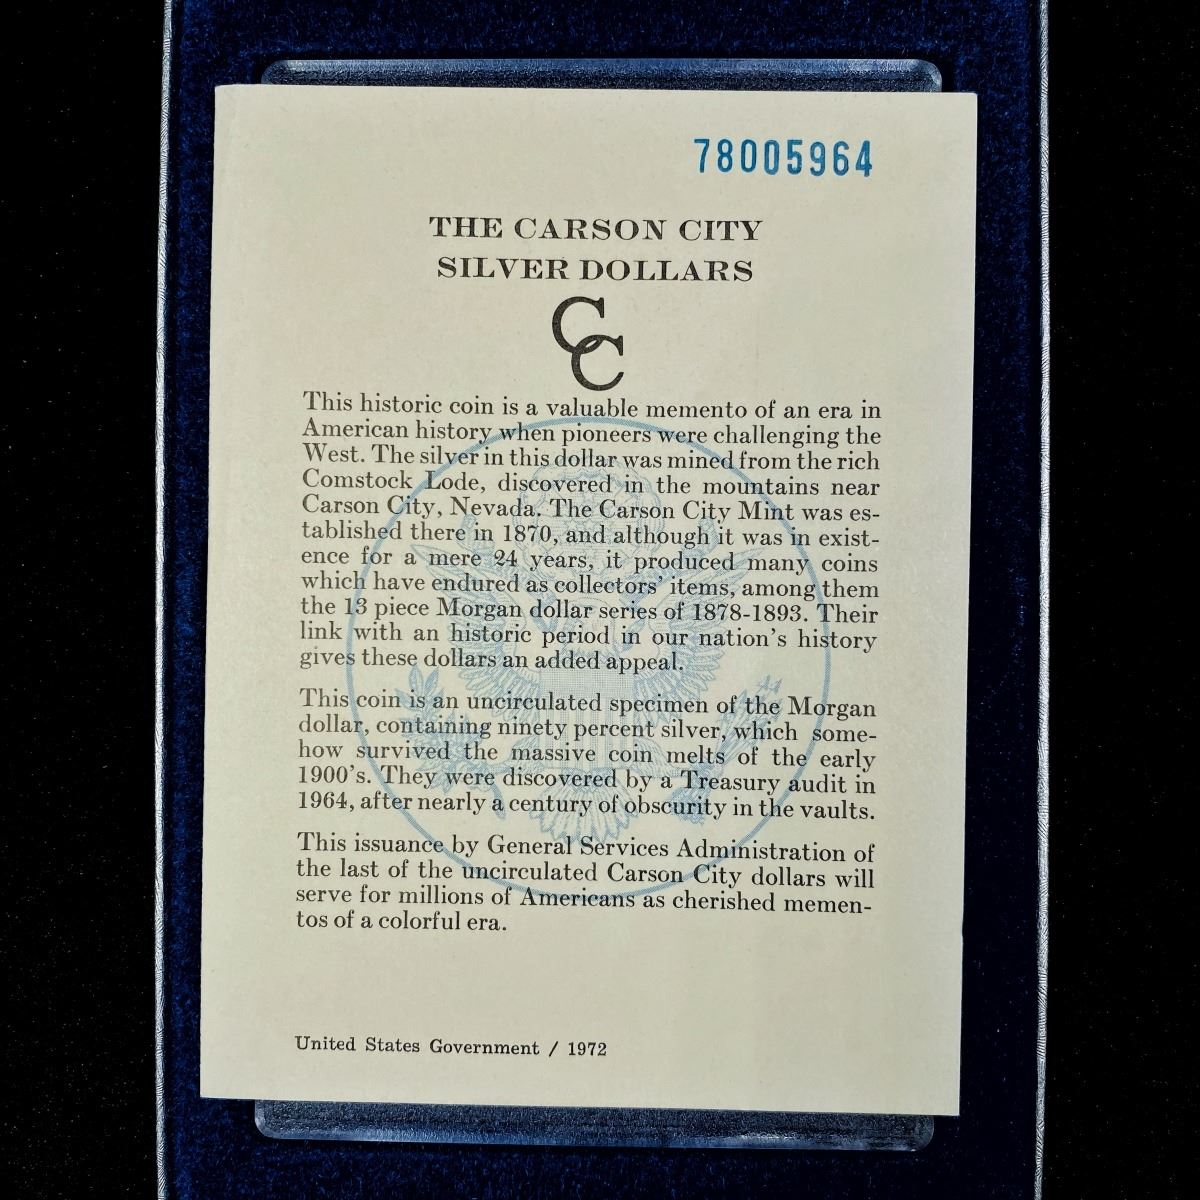 78005964
THE CARSON CITY
SILVER DOLLARS
CC
This historic coin is a valuable memento of an era in
American history when pioneers were challenging the
West. The silver in this dollar was mined from the rich
Comstock Lode, discovered in the mountains near
Carson City, Nevada. The Carson City Mint was es-
tablished there in 1870, and although it was in exist-
ence for a mere 24 years, it produced many coins
which have endured as collectors' items, among them
the 13 piece Morgan dollar series of 1878-1893. Their
link with an historic period in our nation's history
gives these dollars an added appeal.
This coin is an uncirculated specimen of the Morgan
dollar, containing ninety percent silver, which some-
how survived the massive coin melts of the early
1900's. They were discovered by a Treasury audit in
1964, after nearly a century of obscurity in the vaults.
This issuance by General Services Administration of
the last of the uncirculated Carson City dollars will
serve for millions of Americans as cherished memen-
tos of a colorful era.
United States Government / 1972